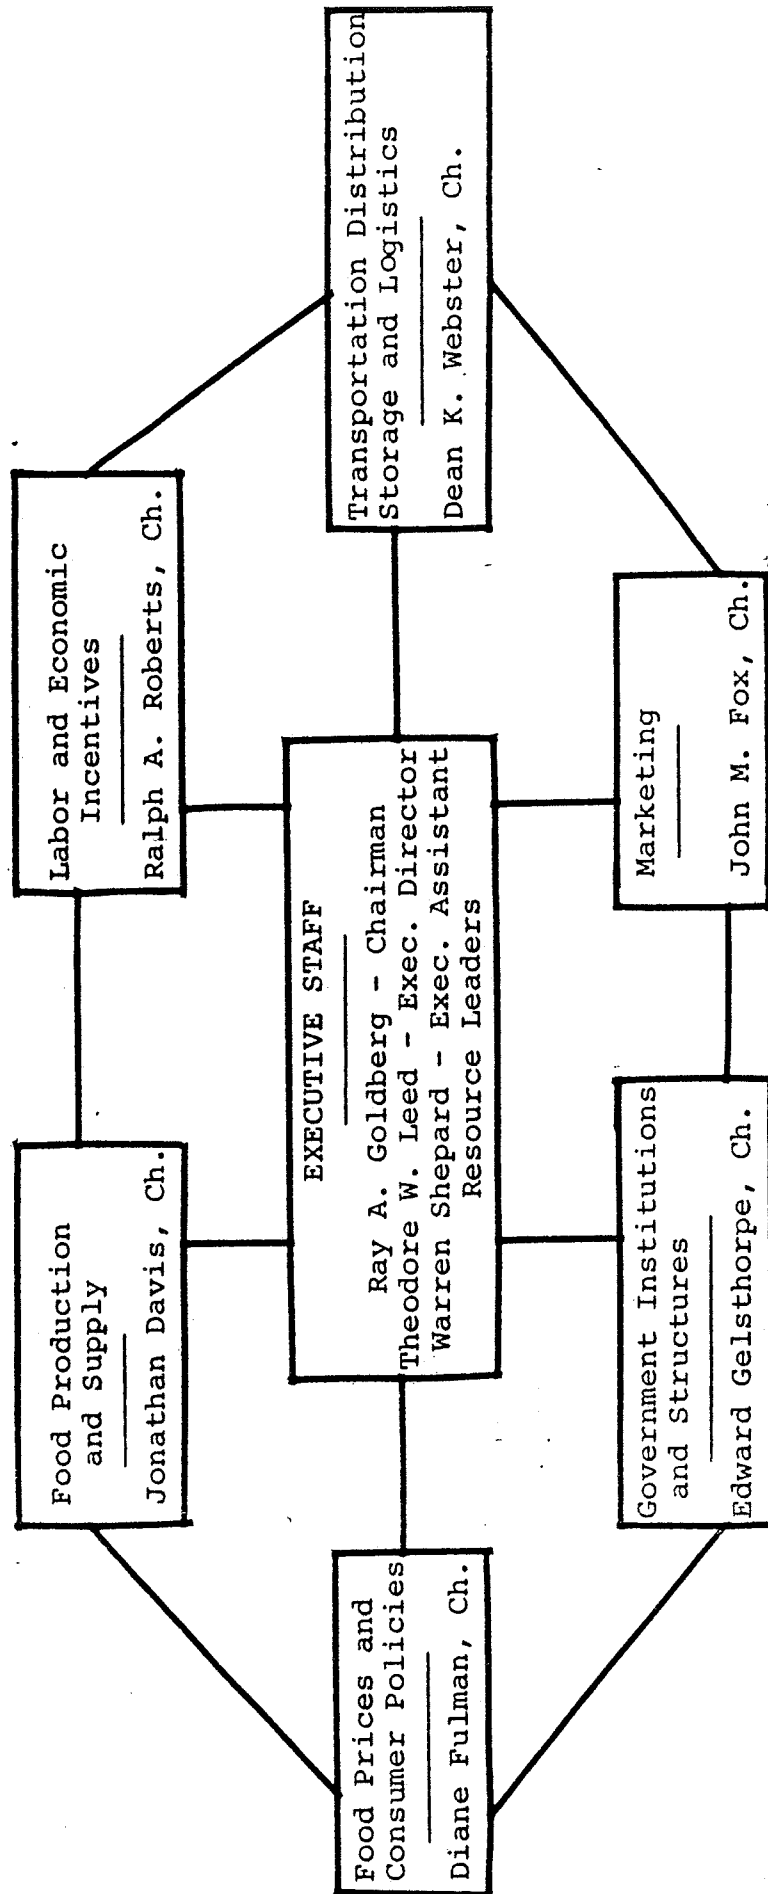 Food Production
and Supply
Jonathan Davis, Ch.
Labor and Economic
Incentives
Ralph A. Roberts, Ch.
Food Prices and
Consumer Policies
Diane Fulman, Ch.
EXECUTIVE STAFF
Ray A. Goldberg - Chairman
Theodore W. Leed - Exec. Director
Warren Shepard - Exec. Assistant
Resource Leaders
Transportation Distribution
Storage and Logistics
Dean K. Webster, Ch.
Government Institutions
and Structures
Edward Gelsthorpe, Ch.
Marketing
John M. Fox, Ch.